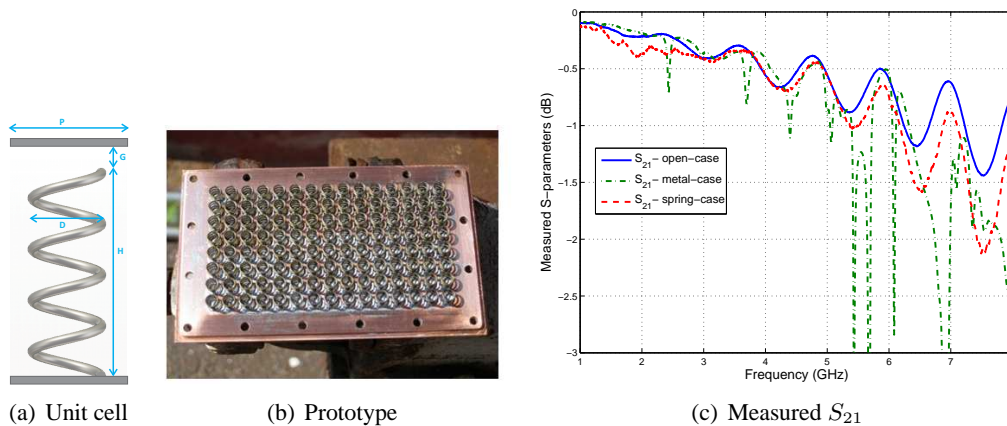 P
G
D
H
0
−0.5
−1
−1.5
−2
−2.5
−3
Measured S−parameters (dB)
S21− open−case
S21− metal−case
S21− spring−case
1 2 3 4 5 6 7
Frequency (GHz)
(a) Unit cell (b) Prototype (c) Measured S21